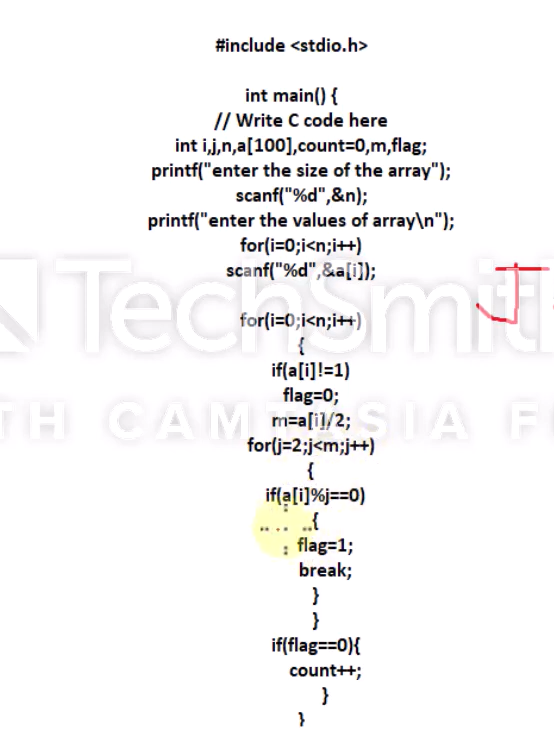 #include <stdio.h>
int main() {
// Write C code here
int i,j,n,a[100],count=0,m,flag;
printf("enter the size of the array");
scanf("%d",&n);
printf("enter the values of array\n");
for(i=0;i<n;i++)
scanf("%d",&a[i]);
TechSmith
for(i=0;i<n;i++)
{
if(a[i]!=1)
flag=0;
m=a[i]/2;
TH CAMTASIA F
for(j=2;j<m;j++)
{
if(a[i]%j==0)
{
flag=1;
break;
}
}
if(flag==0){
count++;
}
}